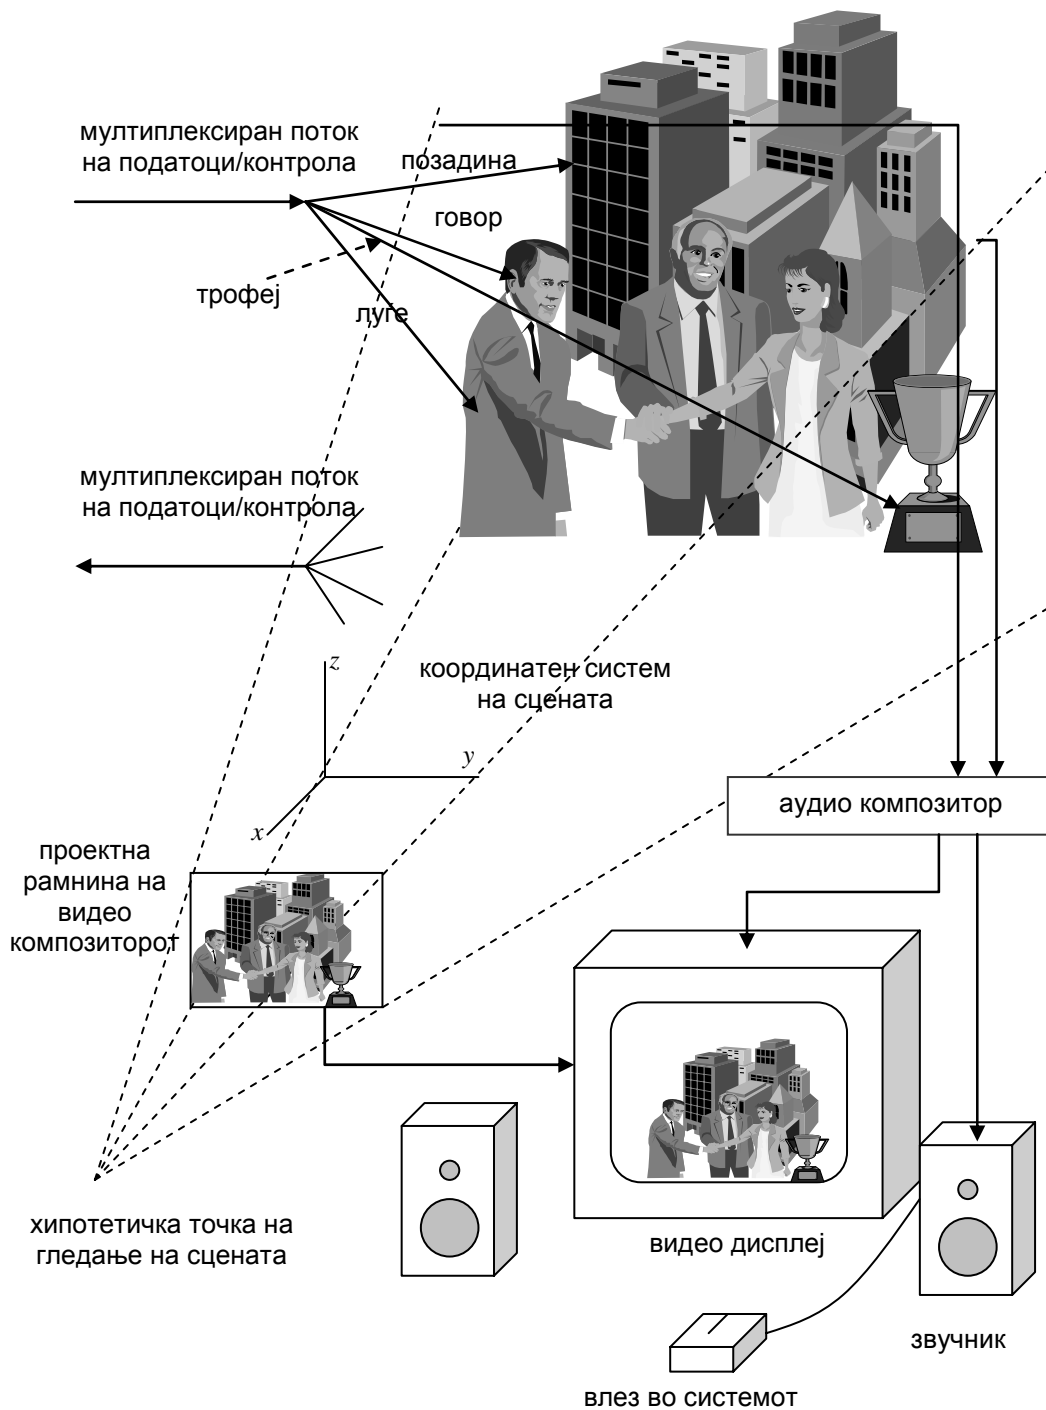 мултиплексиран поток
на податоци/контрола
позадина
говор
трофеј
луѓе
мултиплексиран поток
на податоци/контрола
z
координатен систем
на сцената
y
x
аудио композитор
проектна
рамнина на
видео
композиторот
хипотетичка точка на
гледање на сцената
видео дисплеј
звучник
влез во системот